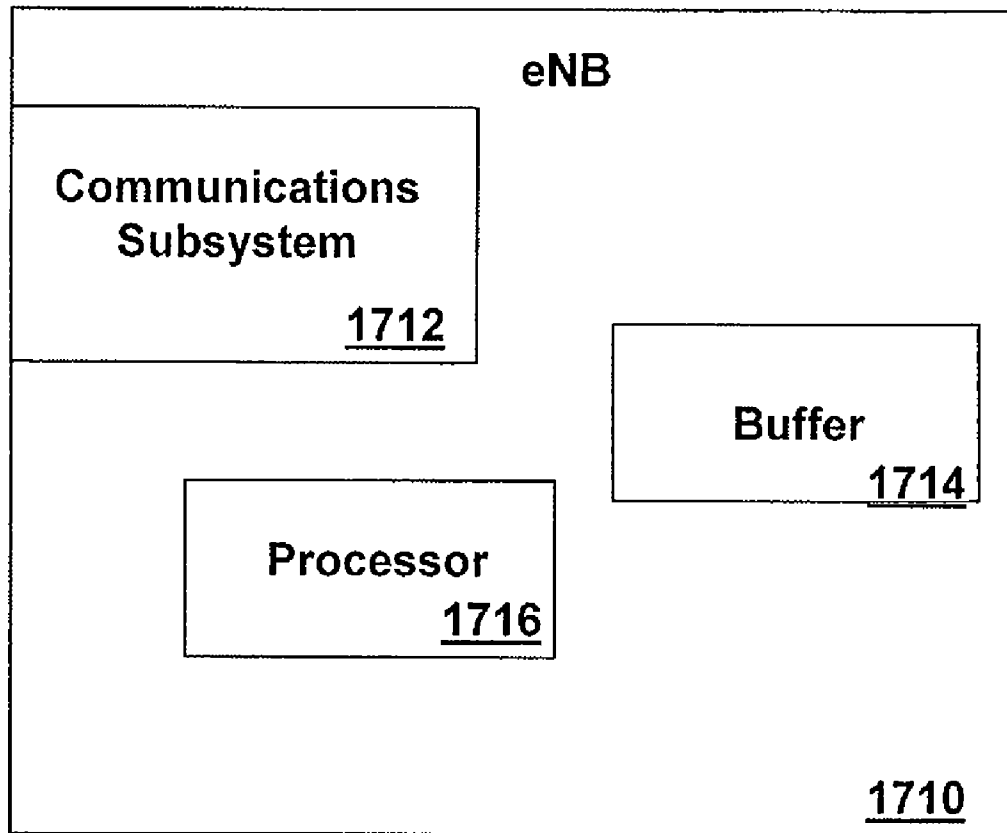 eNB
Communications
Subsystem
1712
Buffer
1714
Processor
1716
1710